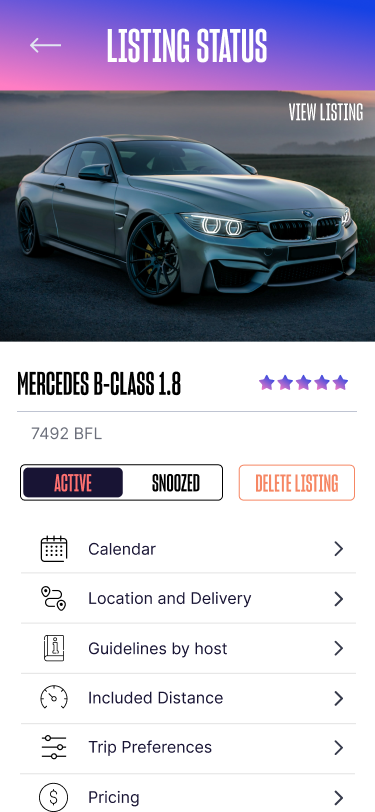 LISTING STATUS
VIEW LISTING
MERCEDES B-CLASS 1.8
7492 BFL
ACTIVE
SNOOZED
DELETE LISTING
Calendar
Location and Delivery
Guidelines by host
Included Distance
Trip Preferences
Pricing